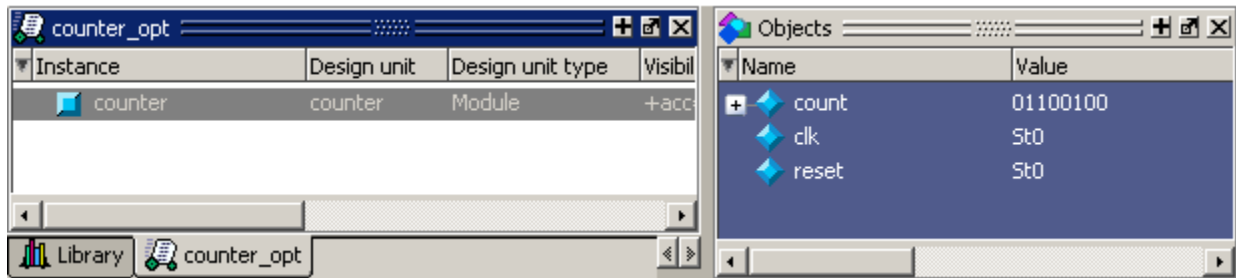 counter_opt
Instance Design unit Design unit type Visibil
counter counter Module +acc
Library counter_opt
Objects
Name Value
count 01100100
clk St0
reset St0